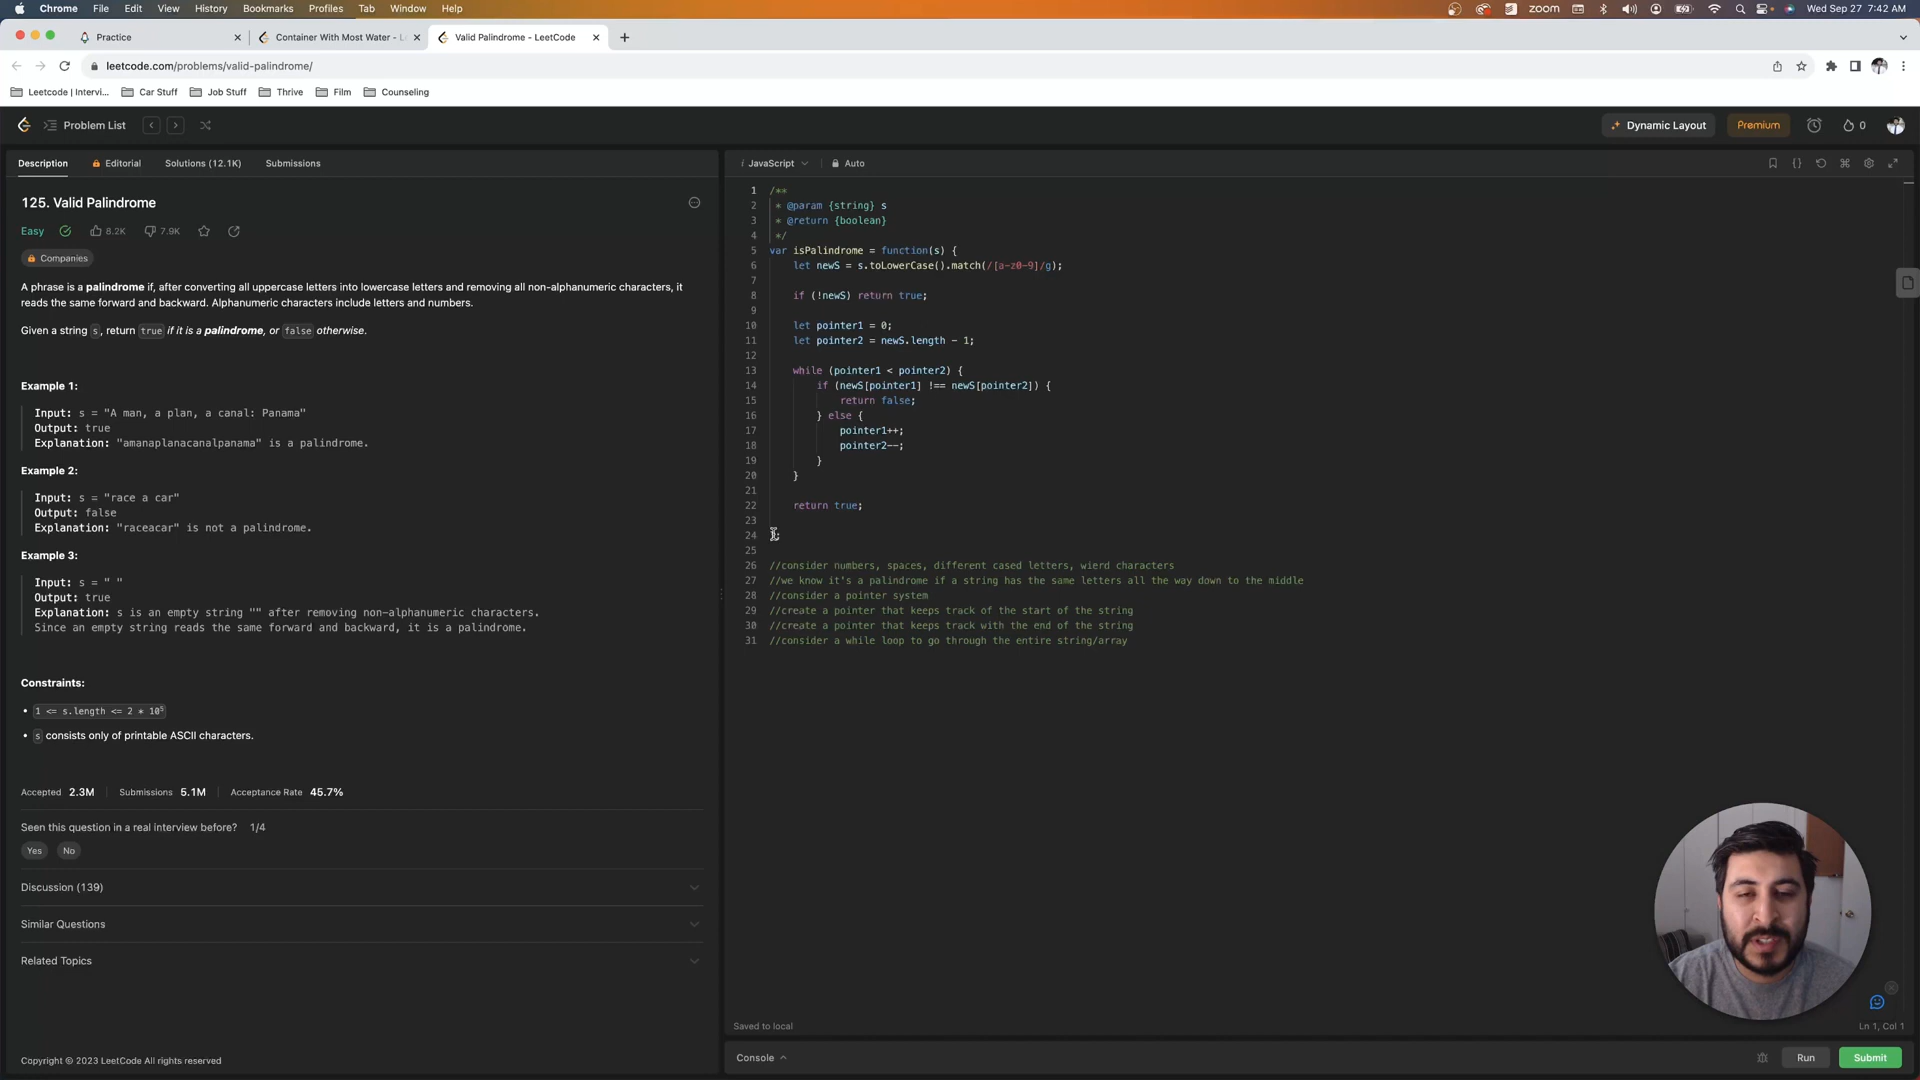 Chrome File Edit View History Bookmarks Profiles Tab Window Help
zoom Wed Sep 27 7:42 AM
Practice
Container With Most Water - L
Valid Palindrome - LeetCode
leetcode.com/problems/valid-palindrome/
Leetcode | Intervi... Car Stuff Job Stuff Thrive Film Counseling
Problem List
Dynamic Layout Premium 0
Description Editorial Solutions (12.1K) Submissions
125. Valid Palindrome
Easy 8.2K 7.9K
Companies
A phrase is a palindrome if, after converting all uppercase letters into lowercase letters and removing all non-alphanumeric characters, it
reads the same forward and backward. Alphanumeric characters include letters and numbers.
Given a string s, return true if it is a palindrome, or false otherwise.
Example 1:
Input: s = "A man, a plan, a canal: Panama"
Output: true
Explanation: "amanaplanacanalpanama" is a palindrome.
Example 2:
Input: s = "race a car"
Output: false
Explanation: "raceacar" is not a palindrome.
Example 3:
Input: s = " "
Output: true
Explanation: s is an empty string "" after removing non-alphanumeric characters.
Since an empty string reads the same forward and backward, it is a palindrome.
Constraints:
• 1 <= s.length <= 2 * 10⁵
• s consists only of printable ASCII characters.
Accepted 2.3M Submissions 5.1M Acceptance Rate 45.7%
Seen this question in a real interview before? 1/4
Yes No
Discussion (139)
Similar Questions
Related Topics
Copyright © 2023 LeetCode All rights reserved
i JavaScript Auto
1 /**
2 * @param {string} s
3 * @return {boolean}
4 */
5 var isPalindrome = function(s) {
6 let newS = s.toLowerCase().match(/[a-z0-9]/g);
7
8 if (!newS) return true;
9
10 let pointer1 = 0;
11 let pointer2 = newS.length - 1;
12
13 while (pointer1 < pointer2) {
14 if (newS[pointer1] !== newS[pointer2]) {
15 return false;
16 } else {
17 pointer1++;
18 pointer2--;
19 }
20 }
21
22 return true;
23
24 };
25
26 //consider numbers, spaces, different cased letters, wierd characters
27 //we know it's a palindrome if a string has the same letters all the way down to the middle
28 //consider a pointer system
29 //create a pointer that keeps track of the start of the string
30 //create a pointer that keeps track with the end of the string
31 //consider a while loop to go through the entire string/array
Saved to local
Ln 1, Col 1
Console Run Submit